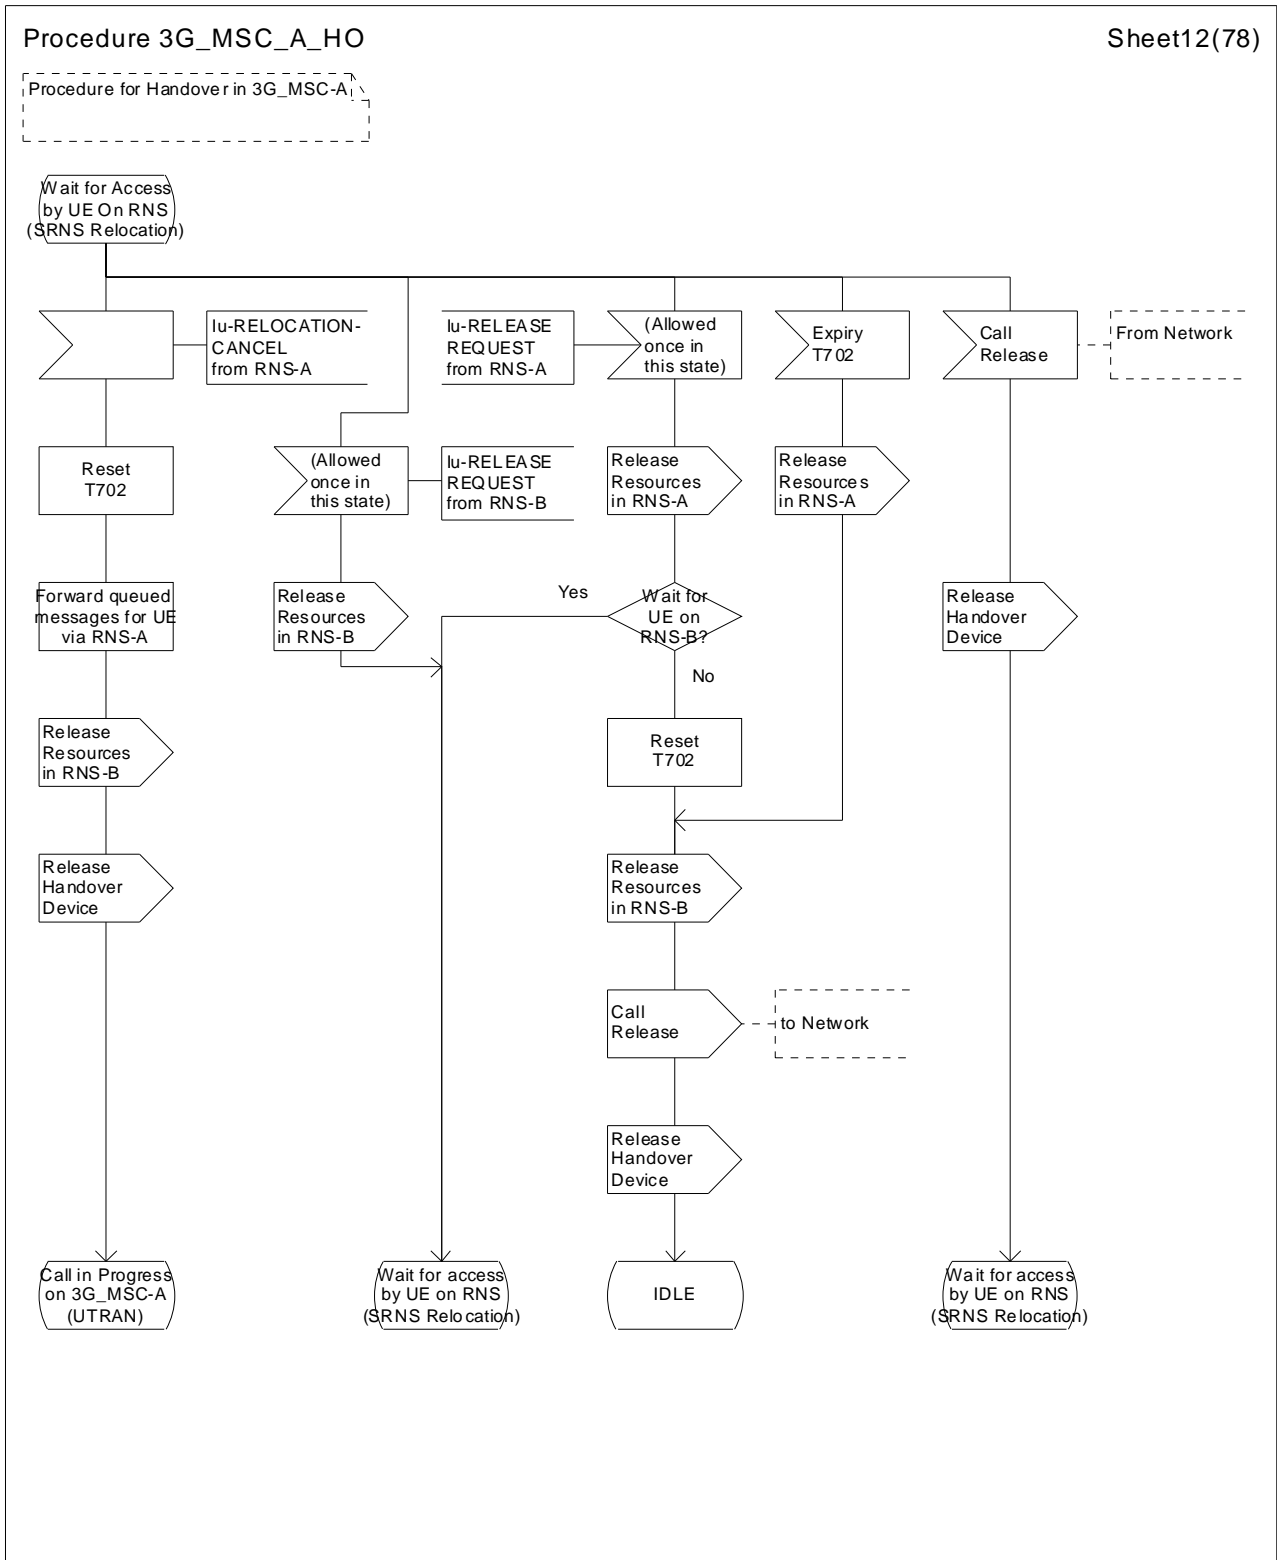 Procedure 3G_MSC_A_HO
Sheet12(78)
Procedure for Handover in 3G_MSC-A
Wait for Access
by UE On RNS
(SRNS Relocation)
Iu-RELOCATION-
CANCEL
from RNS-A
Iu-RELEASE
REQUEST
from RNS-A
(Allowed
once in
this state)
Expiry
T702
Call
Release
From Network
Reset
T702
(Allowed
once in
this state)
Iu-RELEASE
REQUEST
from RNS-B
Release
Resources
in RNS-A
Release
Resources
in RNS-A
Forward queued
messages for UE
via RNS-A
Release
Resources
in RNS-B
Yes
Wait for
UE on
RNS-B?
No
Release
Handover
Device
Release
Resources
in RNS-B
Reset
T702
Release
Handover
Device
Release
Resources
in RNS-B
Call
Release
to Network
Release
Handover
Device
Call in Progress
on 3G_MSC-A
(UTRAN)
Wait for access
by UE on RNS
(SRNS Relocation)
IDLE
Wait for access
by UE on RNS
(SRNS Relocation)